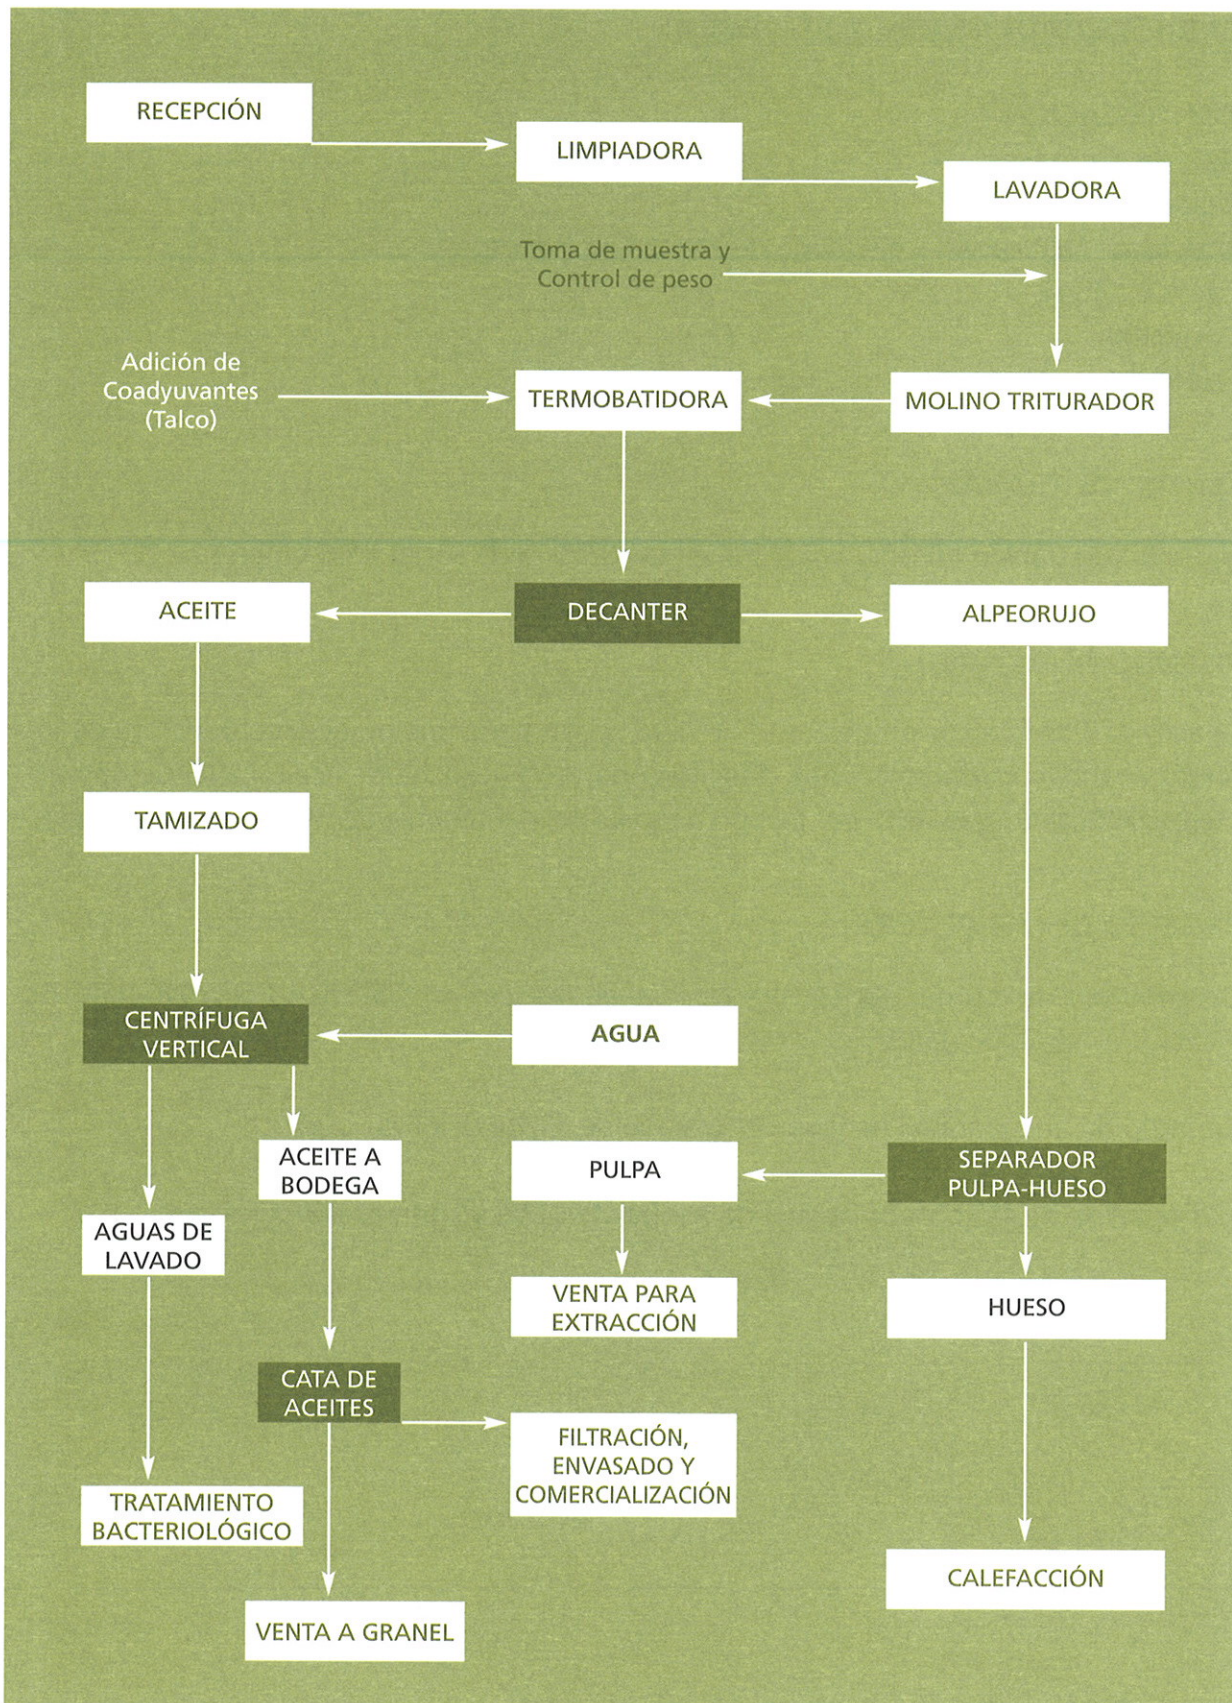 RECEPCIÓN
LIMPIADORA
LAVADORA
Toma de muestra y
Control de peso
Adición de
Coadyuvantes
(Talco)
TERMOBATIDORA
MOLINO TRITURADOR
ACEITE
DECANTER
ALPEORUJO
TAMIZADO
CENTRÍFUGA
VERTICAL
AGUA
ACEITE A
BODEGA
PULPA
SEPARADOR
PULPA-HUESO
AGUAS DE
LAVADO
VENTA PARA
EXTRACCIÓN
HUESO
CATA DE
ACEITES
FILTRACIÓN,
ENVASADO Y
COMERCIALIZACIÓN
TRATAMIENTO
BACTERIOLÓGICO
CALEFACCIÓN
VENTA A GRANEL